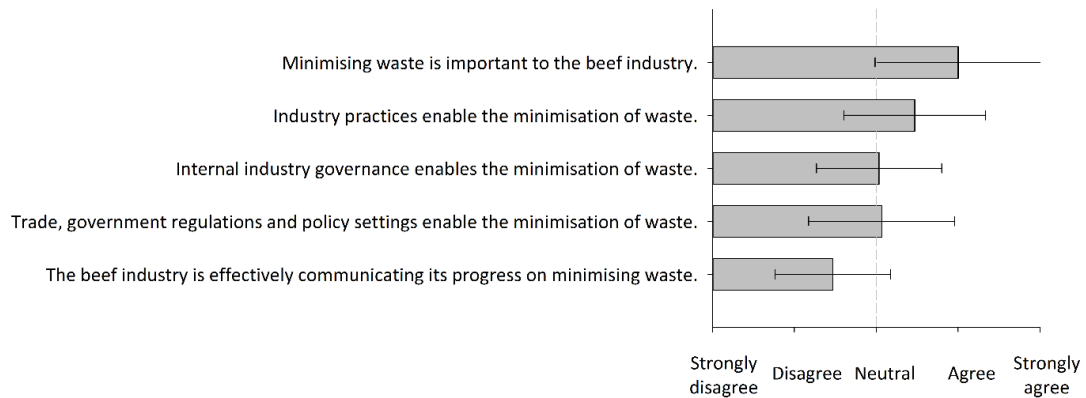 Minimising waste is important to the beef industry.
Industry practices enable the minimisation of waste.
Internal industry governance enables the minimisation of waste.
Trade, government regulations and policy settings enable the minimisation of waste.
The beef industry is effectively communicating its progress on minimising waste.
Strongly disagree
Disagree
Neutral
Agree
Strongly agree